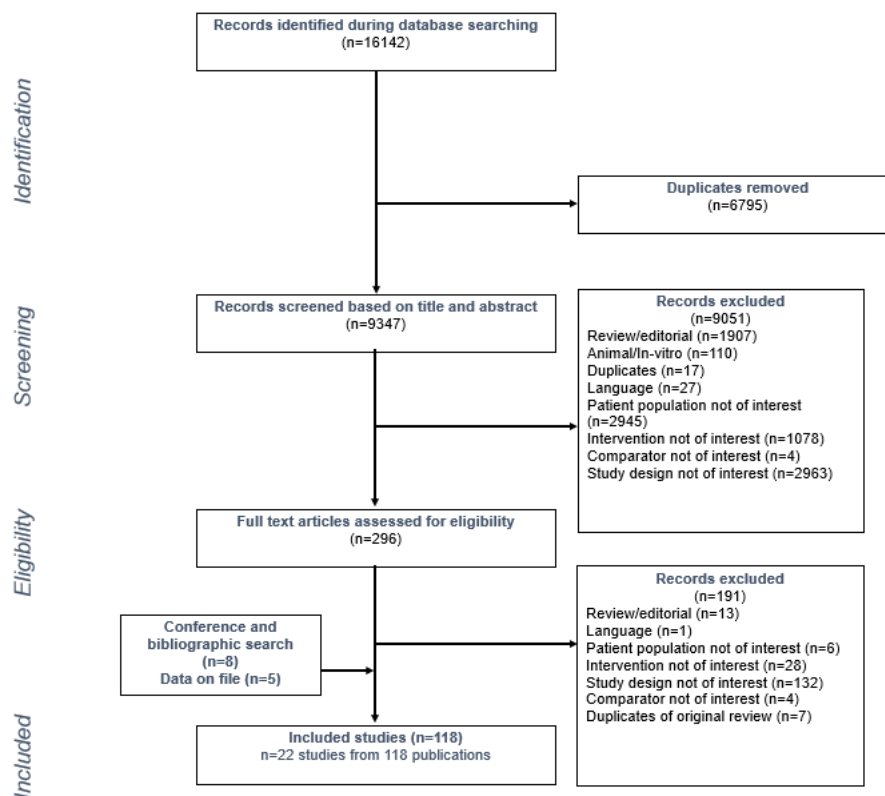 Identification
Records identified during database searching
(n=16142)
Duplicates removed
(n=6795)
Screening
Records screened based on title and abstract
(n=9347)
Records excluded
(n=9051)
Review/editorial (n=1907)
Animal/In-vitro (n=110)
Duplicates (n=17)
Language (n=27)
Patient population not of interest
(n=2945)
Intervention not of interest (n=1078)
Comparator not of interest (n=4)
Study design not of interest (n=2963)
Eligibility
Full text articles assessed for eligibility
(n=296)
Records excluded
(n=191)
Review/editorial (n=13)
Language (n=1)
Patient population not of interest (n=6)
Intervention not of interest (n=28)
Study design not of interest (n=132)
Comparator not of interest (n=4)
Duplicates of original review (n=7)
Conference and
bibliographic search
(n=8)
Data on file (n=5)
Included
Included studies (n=118)
n=22 studies from 118 publications